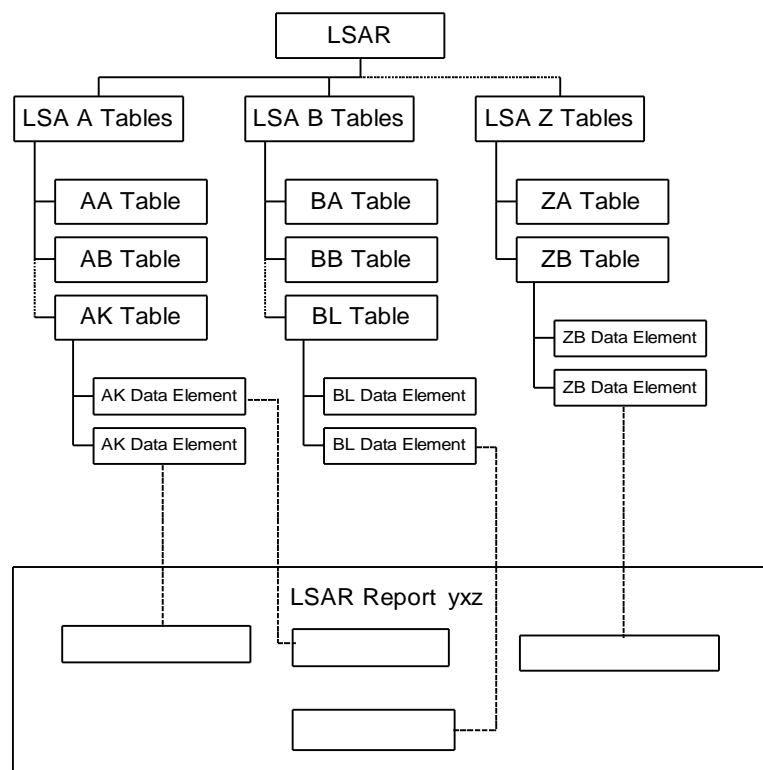 LSAR
LSA A Tables
LSA B Tables
LSA Z Tables
AA Table
BA Table
ZA Table
AB Table
BB Table
ZB Table
AK Table
BL Table
ZB Data Element
AK Data Element
BL Data Element
ZB Data Element
AK Data Element
BL Data Element
LSAR Report yxz